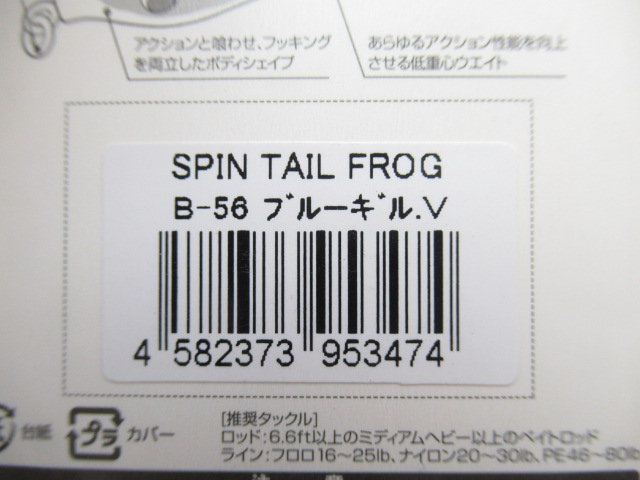 アクションと喰わせ、フッキング
を両立したボディシェイプ
あらゆるアクション性能を向上
させる低重心ウエイト
SPIN TAIL FROG
B-56 ブルーギル.V
4 582373 953474
台紙
プラ カバー
[推奨タックル]
ロッド:6.6ft以上のミディアムヘビー以上のベイトロッド
ライン:フロロ16〜25lb、ナイロン20〜30lb、PE46〜80lb